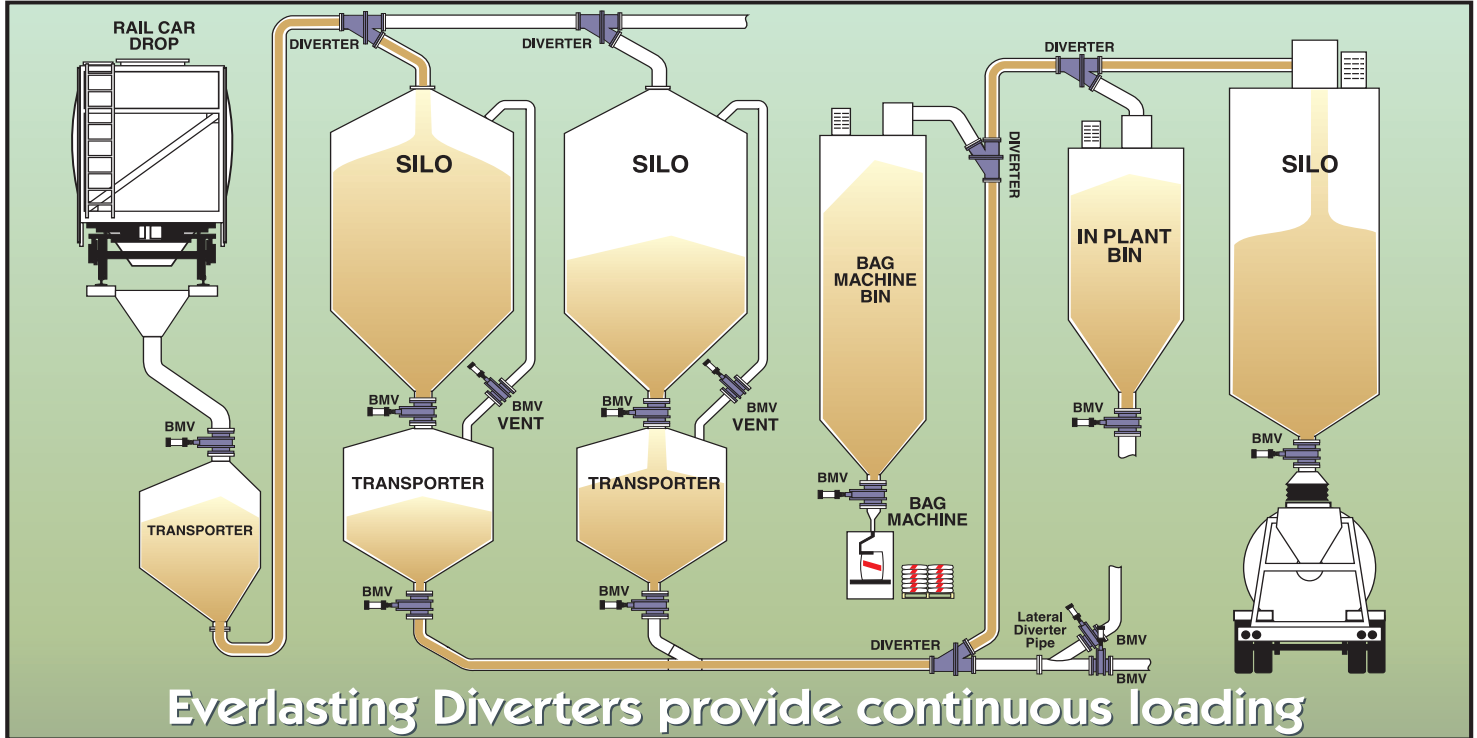 RAIL CAR
DROP
DIVERTER
DIVERTER
DIVERTER
DIVERTER
SILO
SILO
SILO
BAG
MACHINE
BIN
IN PLANT
BIN
BMV
BMV
VENT
BMV
BMV
VENT
BMV
BMV
BMV
TRANSPORTER
TRANSPORTER
TRANSPORTER
BMV
BAG
MACHINE
BMV
BMV
Lateral
Diverter
Pipe
BMV
BMV
DIVERTER
Everlasting Diverters provide continuous loading